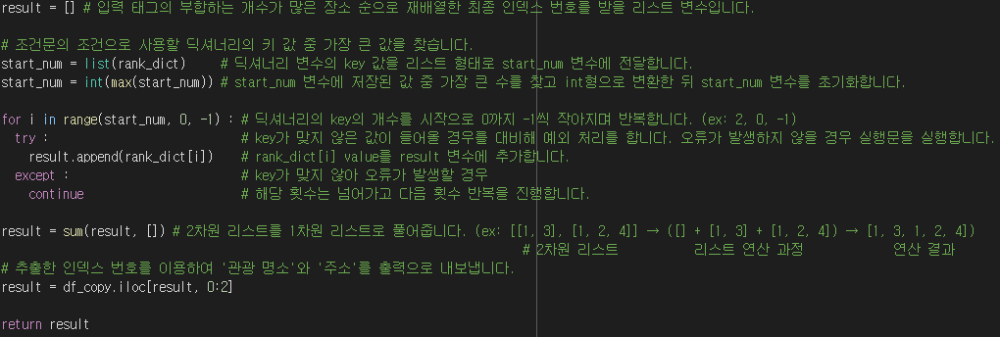 result = [] # 입력 태그의 부합하는 개수가 많은 장소 순으로 재배열한 최종 인덱스 번호를 받을 리스트 변수입니다.
# 조건문의 조건으로 사용할 딕셔너리의 키 값 중 가장 큰 값을 찾습니다.
start_num = list(rank_dict) # 딕셔너리 변수의 key 값을 리스트 형태로 start_num 변수에 전달합니다.
start_num = int(max(start_num)) # start_num 변수에 저장된 값 중 가장 큰 수를 찾고 int형으로 변환한 뒤 start_num 변수를 초기화합니다.
for i in range(start_num, 0, -1) : # 딕셔너리의 key의 개수를 시작으로 0까지 -1씩 작아지며 반복합니다. (ex: 2, 0, -1)
try : # key가 맞지 않은 값이 들어올 경우를 대비해 예외 처리를 합니다. 오류가 발생하지 않을 경우 실행문을 실행합니다.
result.append(rank_dict[i]) # rank_dict[i] value를 result 변수에 추가합니다.
except : # key가 맞지 않아 오류가 발생할 경우
continue # 해당 횟수는 넘어가고 다음 횟수 반복을 진행합니다.
result = sum(result, []) # 2차원 리스트를 1차원 리스트로 풀어줍니다. (ex: [[1, 3], [1, 2, 4]] → ([] + [1, 3] + [1, 2, 4]) → [1, 3, 1, 2, 4])
# 2차원 리스트 리스트 연산 과정 연산 결과
# 추출한 인덱스 번호를 이용하여 '관광 명소'와 '주소'를 출력으로 내보냅니다.
result = df_copy.iloc[result, 0:2]
return result